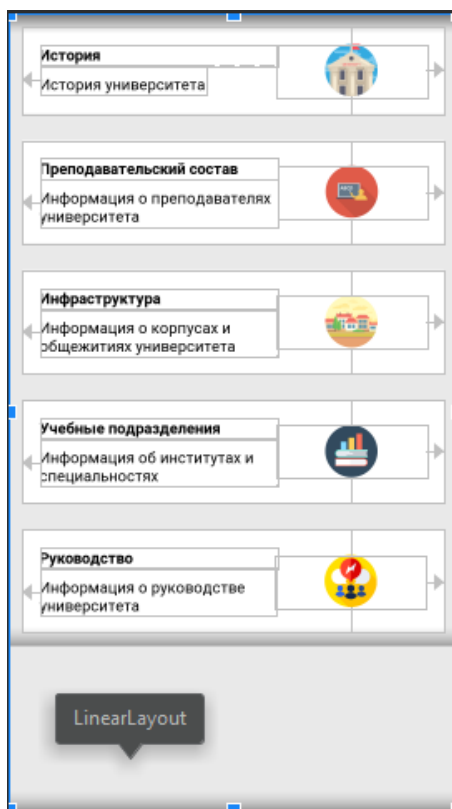 История
История университета
Преподавательский состав
Информация о преподавателях
университета
Инфраструктура
Информация о корпусах и
общежитиях университета
Учебные подразделения
Информация об институтах и
специальностях
Руководство
Информация о руководстве
университета
LinearLayout